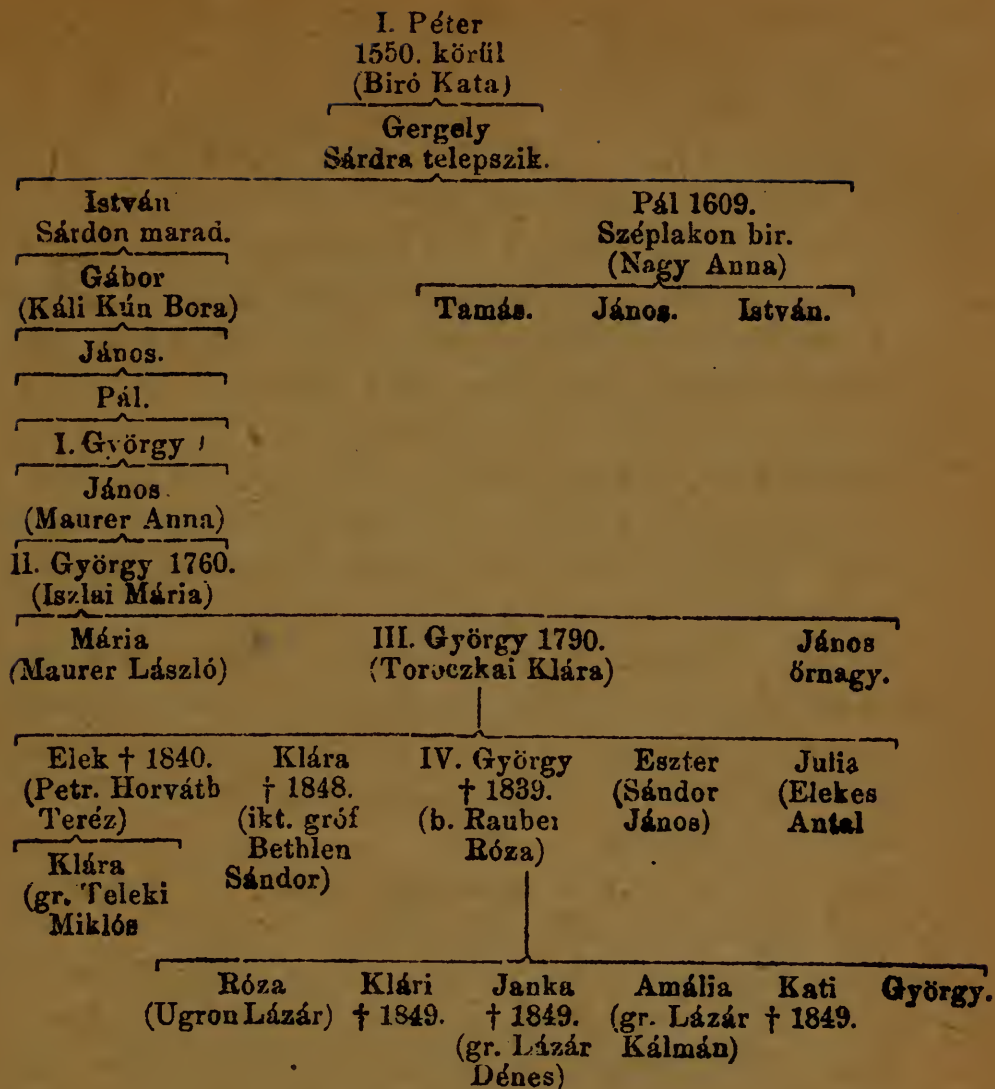 I. Péter
1550. körül
(Biró Kata)
Gergely
Sárdra telepszik.
István
Sárdon marad.
Pál 1609.
Széplakon bir.
(Nagy Anna)
Gábor
(Káli Kún Bora)
Tamás. János. István.
János.
Pál.
I. György
János.
(Maurer Anna)
II. György 1760.
(Iszlai Mária)
Mária
(Maurer László)
III. György 1790.
(Toroczkai Klára)
János
őrnagy.
Elek † 1840.
(Petr. Horváth
Teréz)
Klára
† 1848.
(ikt. gróf
Bethlen
Sándor)
IV. György
† 1839.
(b. Rauber
Róza)
Eszter
(Sándor
János)
Julia
(Elekes
Antal
Klára
(gr. Teleki
Miklós
Róza
(Ugron Lázár)
Klári
† 1849.
Janka
† 1849.
(gr. Lázár
Dénes)
Amália
(gr. Lázár
Kálmán)
Kati
† 1849.
György.